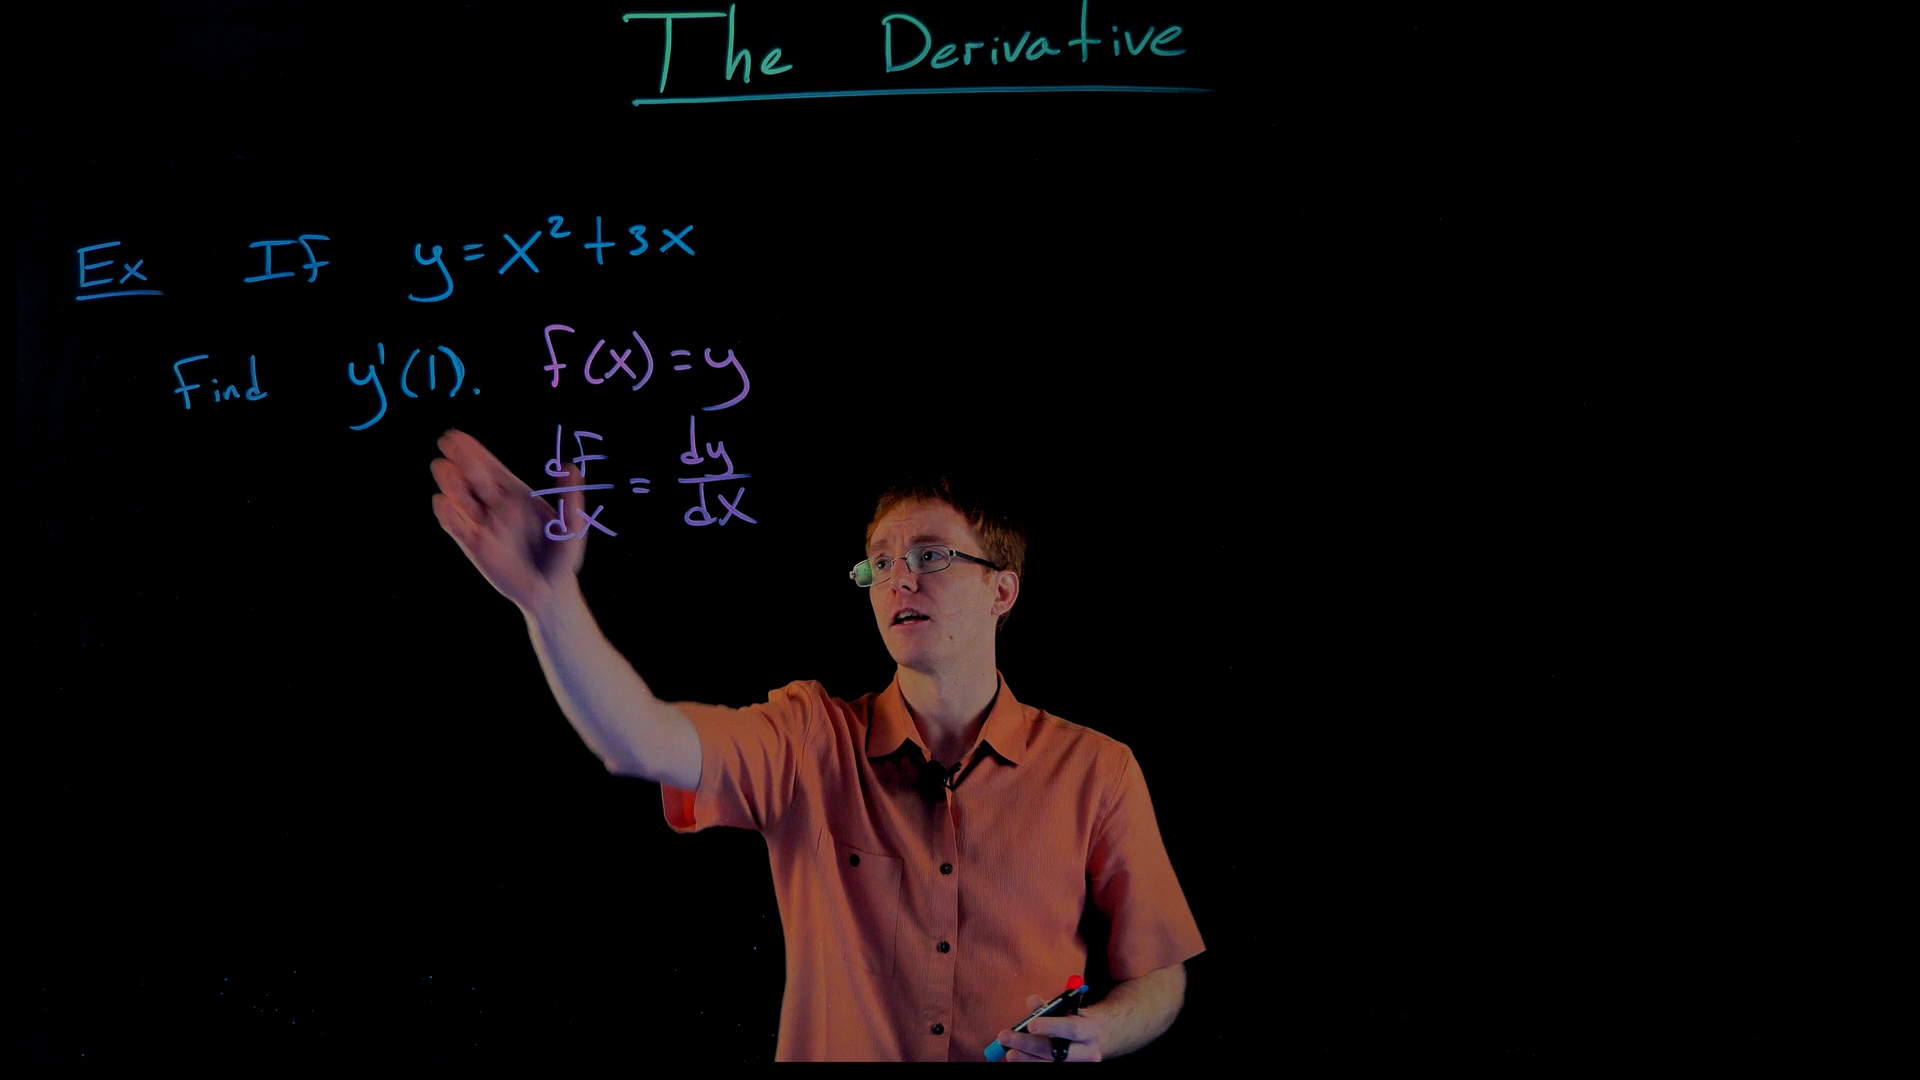 The Derivative
Ex If y=x²+3x
Find y'(1). f(x)=y
df/dx = dy/dx